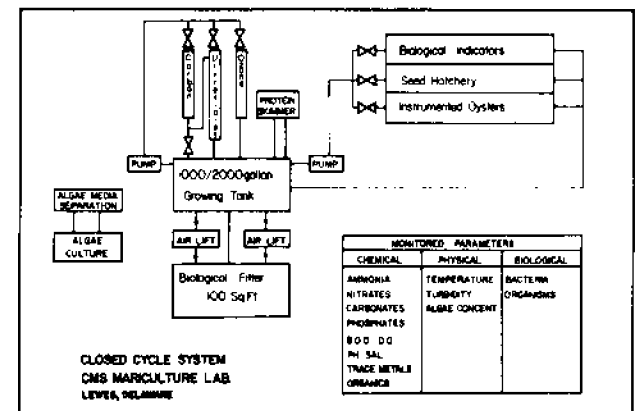 Carbon
Ultraviolet
Ozone
Biological Indicators
Seed Hatchery
Instrumented Oysters
PROTEIN
SKIMMER
PUMP
PUMP
1000/2000gallon
Growing Tank
ALGAE MEDIA
SEPARATION
ALGAE
CULTURE
AIR LIFT
AIR LIFT
Biological Filter
100 Sq Ft
MONITORED PARAMETERS
CHEMICAL PHYSICAL BIOLOGICAL
AMMONIA TEMPERATURE BACTERIA
NITRATES TURBIDITY ORGANISMS
CARBONATES ALGAE CONCENT
PHOSPHATES
BOD DO
PH SAL
TRACE METALS
ORGANICS
CLOSED CYCLE SYSTEM
CMS MARICULTURE LAB
LEWES, DELAWARE